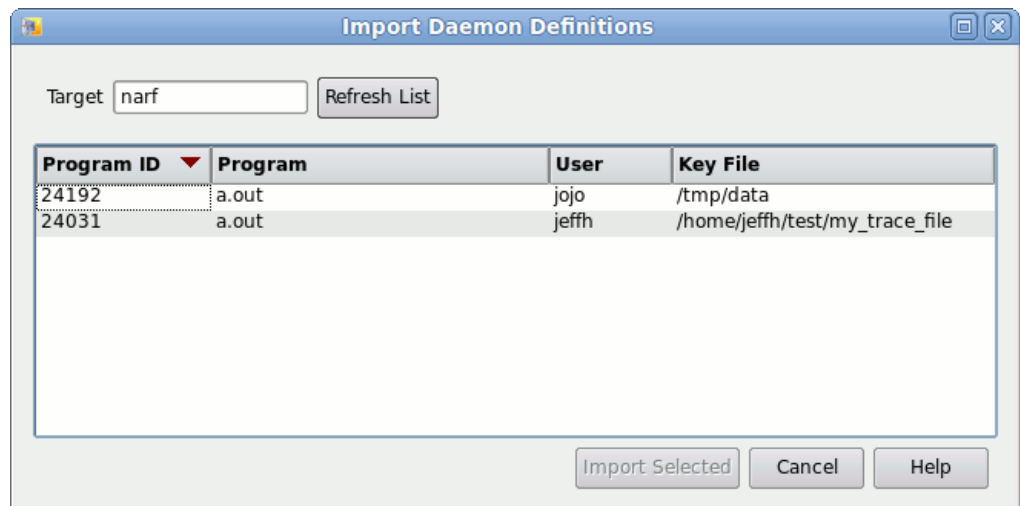 Import Daemon Definitions
Target narf Refresh List
Program ID Program User Key File
24192 a.out jojo /tmp/data
24031 a.out jeffh /home/jeffh/test/my_trace_file
Import Selected Cancel Help